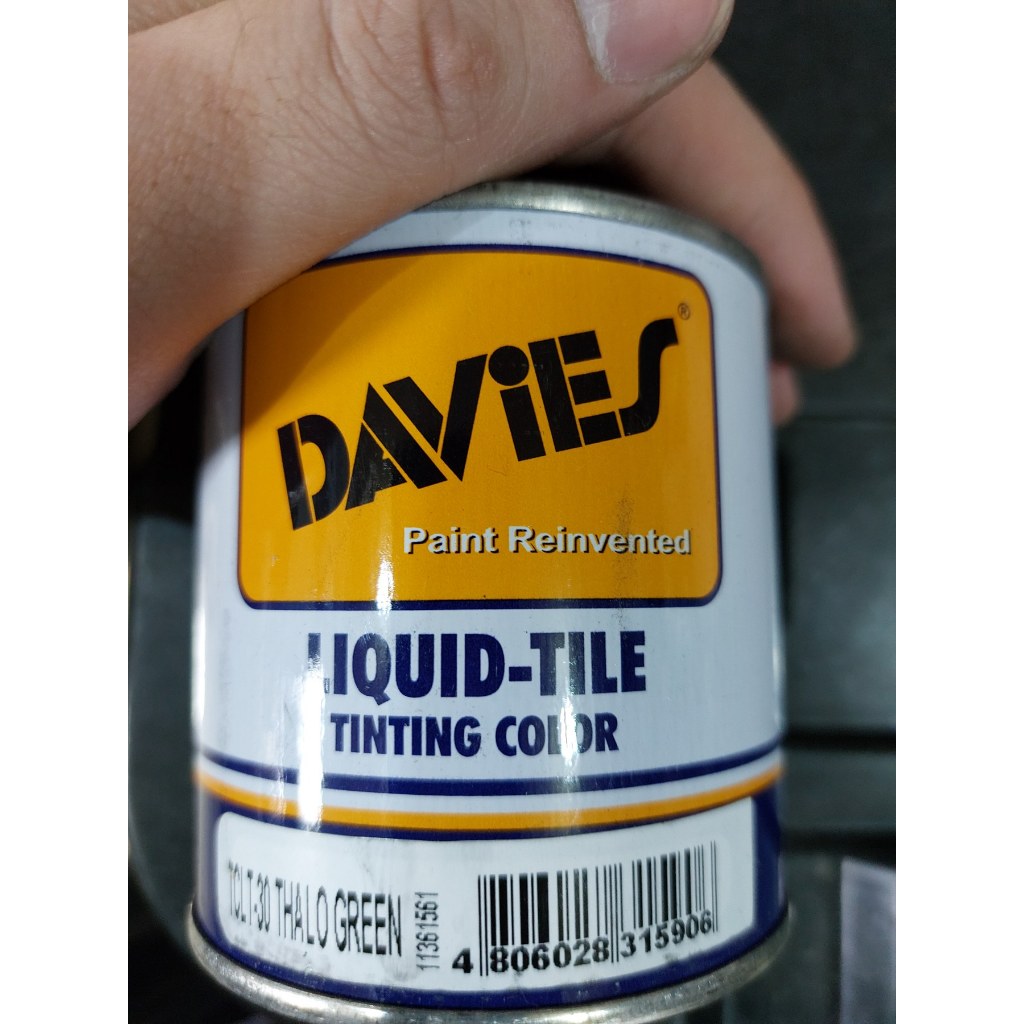 DAViES®
Paint Reinvented
LIQUID-TILE
TINTING COLOR
TCLT-30 THALO GREEN
11361561
4 806028 315906